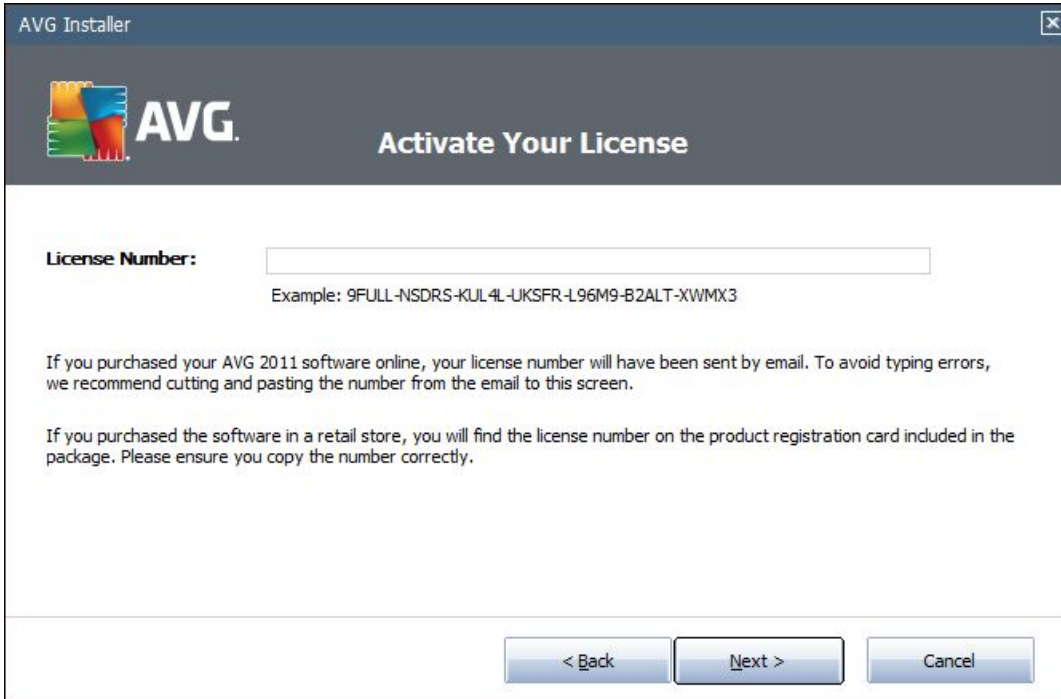 AVG Installer
AVG.
Activate Your License
License Number:
Example: 9FULL-NSDRS-KUL4L-UKSFR-L96M9-B2ALT-XWMX3
If you purchased your AVG 2011 software online, your license number will have been sent by email. To avoid typing errors,
we recommend cutting and pasting the number from the email to this screen.
If you purchased the software in a retail store, you will find the license number on the product registration card included in the
package. Please ensure you copy the number correctly.
< Back
Next >
Cancel